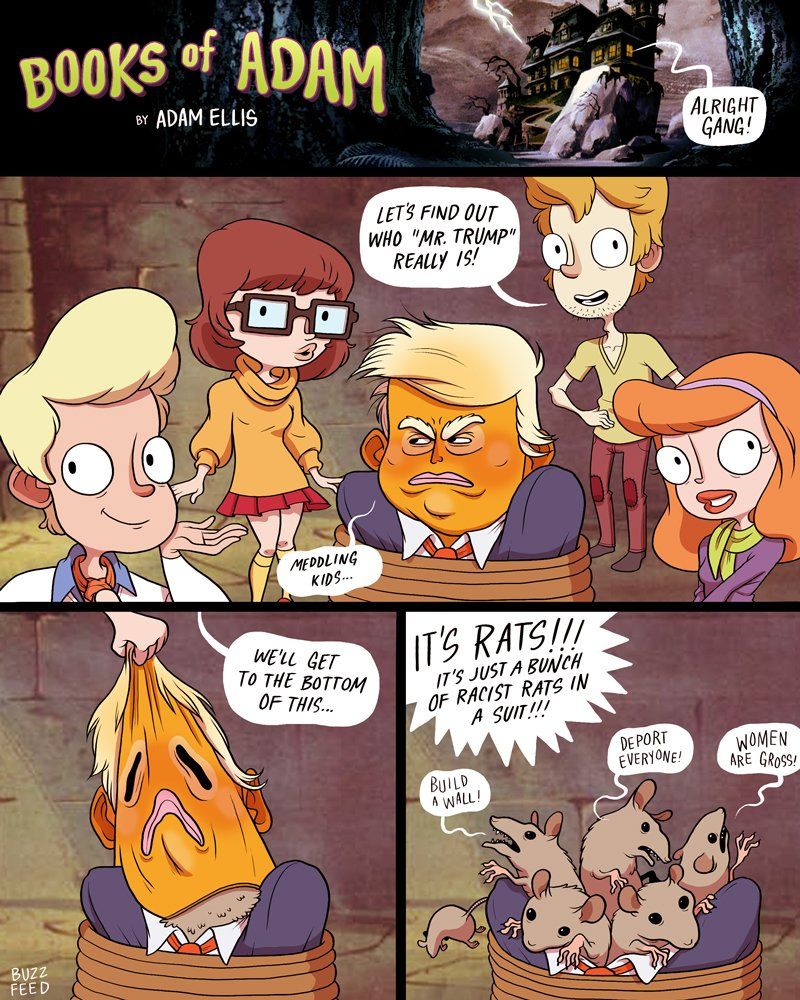 BOOKS of ADAM
BY ADAM ELLIS
ALRIGHT
GANG!
LET'S FIND OUT
WHO "MR. TRUMP"
REALLY IS!
MEDDLING
KIDS...
WE'LL GET
TO THE BOTTOM
OF THIS...
BUZZ
FEED
IT'S RATS!!!
IT'S JUST A BUNCH
OF RACIST RATS IN
A SUIT!!!
BUILD
A WALL!
DEPORT
EVERYONE!
WOMEN
ARE GROSS!